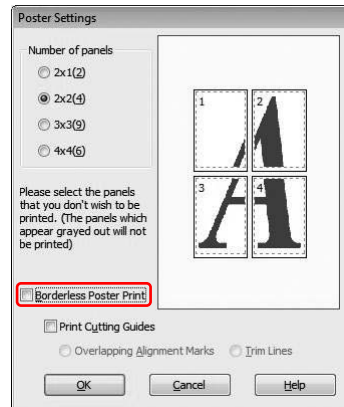 Poster Settings
Number of panels
2x1(2)
2x2(4)
3x3(9)
4x4(6)
1 2
3 4
Please select the panels
that you don't wish to be
printed. (The panels which
appear grayed out will not
be printed)
Borderless Poster Print
Print Cutting Guides
Overlapping Alignment Marks Trim Lines
OK Cancel Help